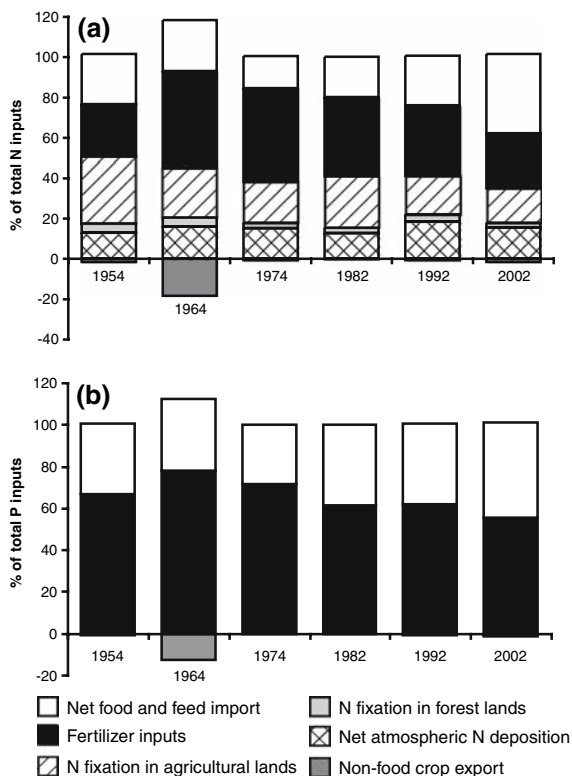 (a)
% of total N inputs
120
100
80
60
40
20
0
-20
-40
1954
1964
1974
1982
1992
2002
(b)
% of total P inputs
120
100
80
60
40
20
0
-20
1954
1964
1974
1982
1992
2002
Net food and feed import
Fertilizer inputs
N fixation in agricultural lands
N fixation in forest lands
Net atmospheric N deposition
Non-food crop export